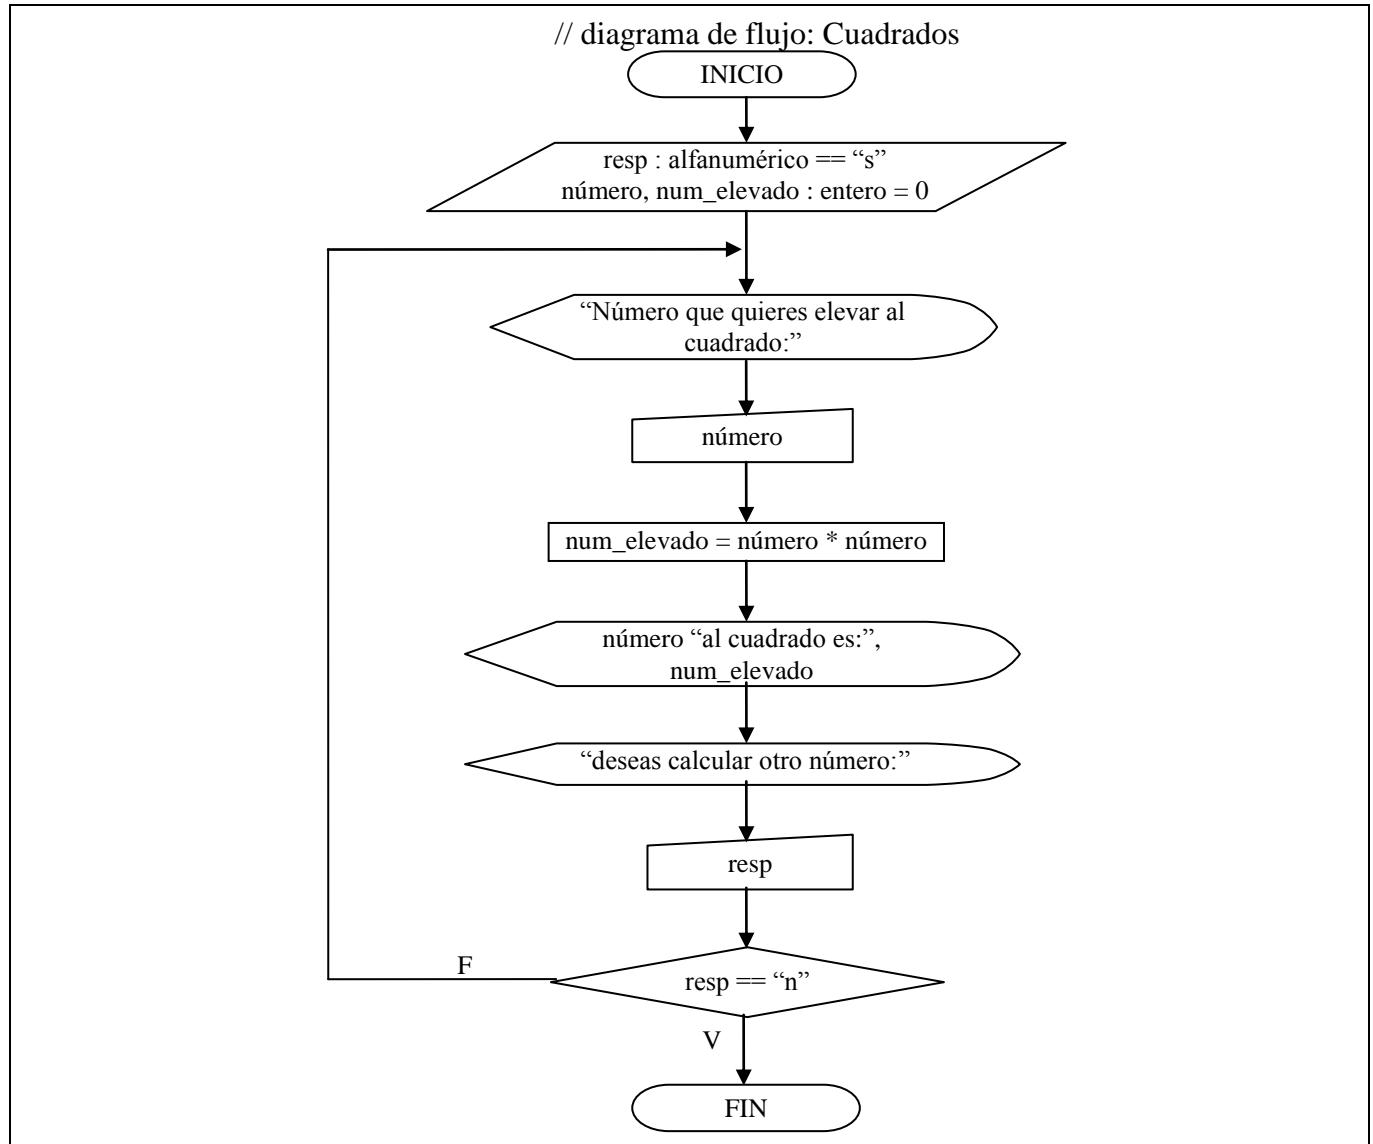 // diagrama de flujo: Cuadrados
INICIO
resp : alfanumérico == “s”
número, num_elevado : entero = 0
“Número que quieres elevar al
cuadrado:”
número
num_elevado = número * número
número “al cuadrado es:”,
num_elevado
“deseas calcular otro número:”
resp
F
resp == “n”
V
FIN